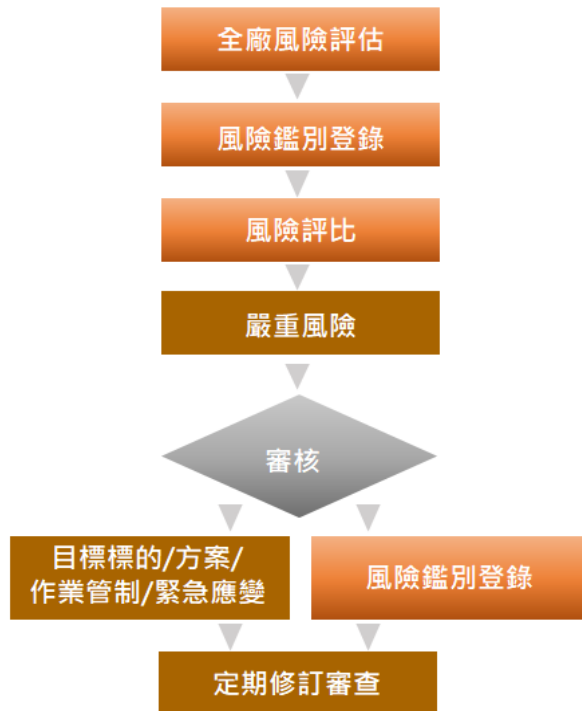 全廠風險評估
風險鑑別登錄
風險評比
嚴重風險
審核
目標標的/方案/
作業管制/緊急應變
風險鑑別登錄
定期修訂審查